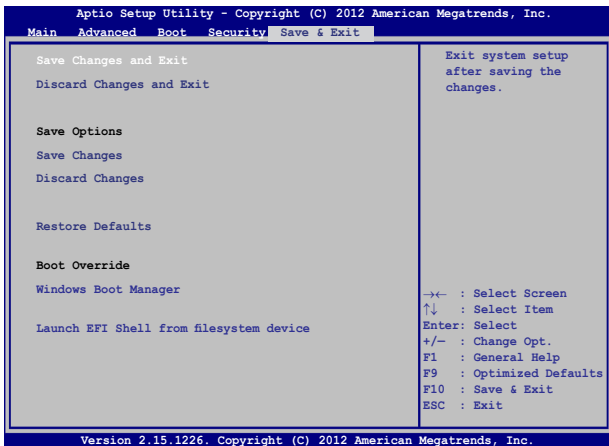 Aptio Setup Utility - Copyright (C) 2012 American Megatrends, Inc.
Main Advanced Boot Security Save & Exit
Save Changes and Exit
Discard Changes and Exit
Save Options
Save Changes
Discard Changes
Restore Defaults
Boot Override
Windows Boot Manager
Launch EFI Shell from filesystem device
Exit system setup
after saving the
changes.
→← : Select Screen
↑↓ : Select Item
Enter: Select
+/— : Change Opt.
F1 : General Help
F9 : Optimized Defaults
F10 : Save & Exit
ESC : Exit
Version 2.15.1226. Copyright (C) 2012 American Megatrends, Inc.